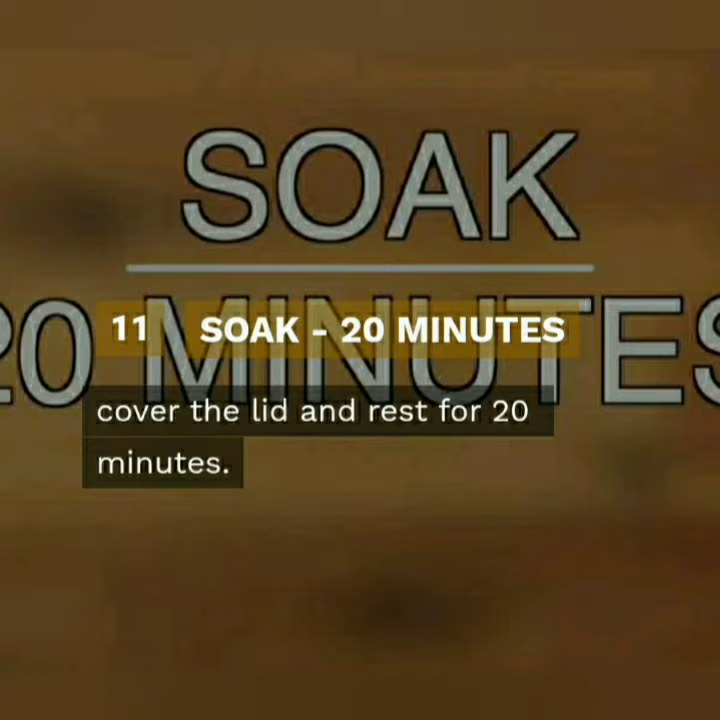 SOAK
20 MINUTES
11 SOAK - 20 MINUTES
cover the lid and rest for 20
minutes.